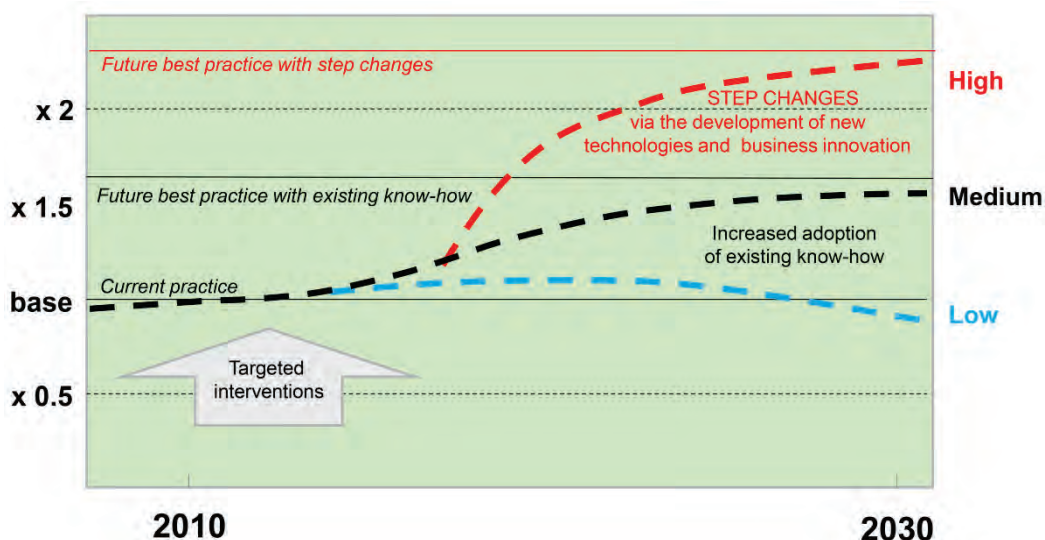 Future best practice with step changes
High
STEP CHANGES
via the development of new
technologies and business innovation
x 2
Future best practice with existing know-how
Medium
x 1.5
Increased adoption
of existing know-how
Current practice
base
Low
Targeted
interventions
x 0.5
2010
2030